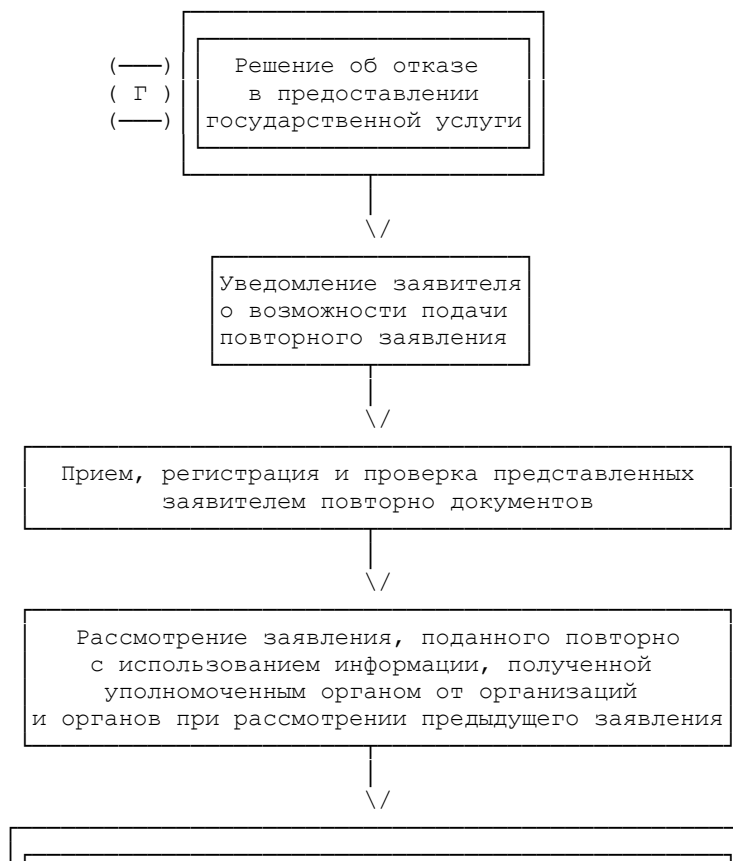 Решение об отказе
( Г ) в предоставлении
государственной услуги
Уведомление заявителя
о возможности подачи
повторного заявления
Прием, регистрация и проверка представленных
заявителем повторно документов
Рассмотрение заявления, поданного повторно
с использованием информации, полученной
уполномоченным органом от организаций
и органов при рассмотрении предыдущего заявления